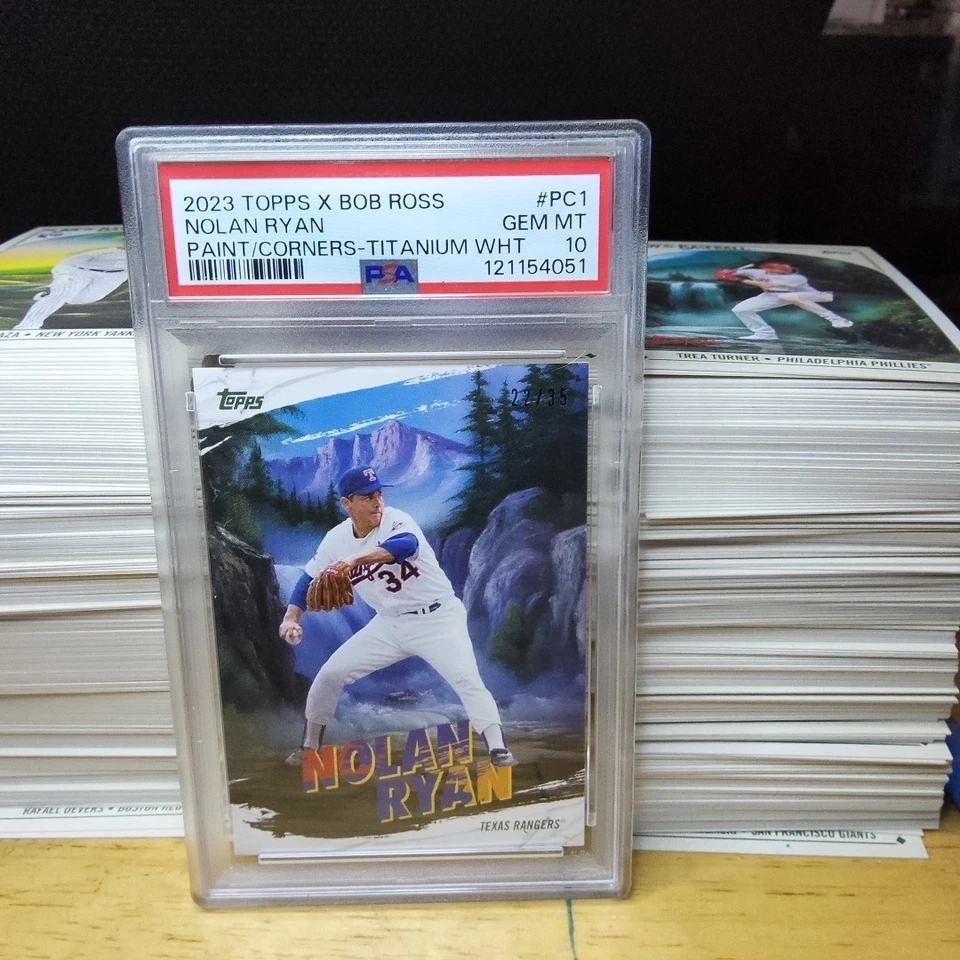 2023 TOPPS X BOB ROSS #PC1
NOLAN RYAN GEM MT
PAINT/CORNERS-TITANIUM WHT 10
PSA 121154051
AZA • NEW YORK YANK
TREA TURNER • PHILADELPHIA PHILLIES
topps 22/35
T
34
NOLAN
RYAN
TEXAS RANGERS
RAFAEL DEVERS • BOSTON RED
SAN FRANCISCO GIANTS